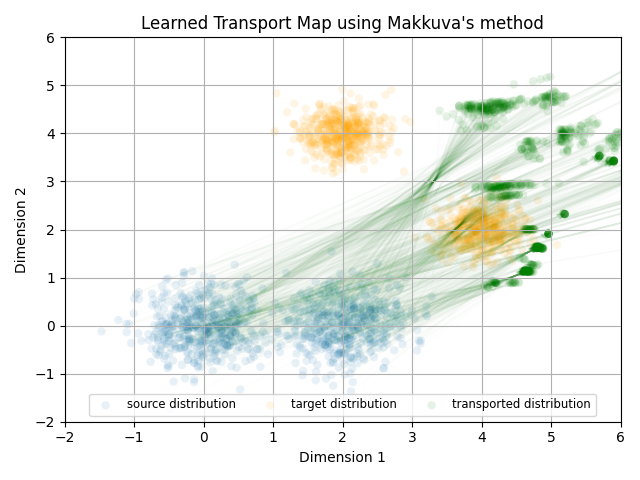 Learned Transport Map using Makkuva's method
6
5
4
3
2
1
0
−1
−2
Dimension 2
source distribution target distribution transported distribution
−2 −1 0 1 2 3 4 5 6
Dimension 1